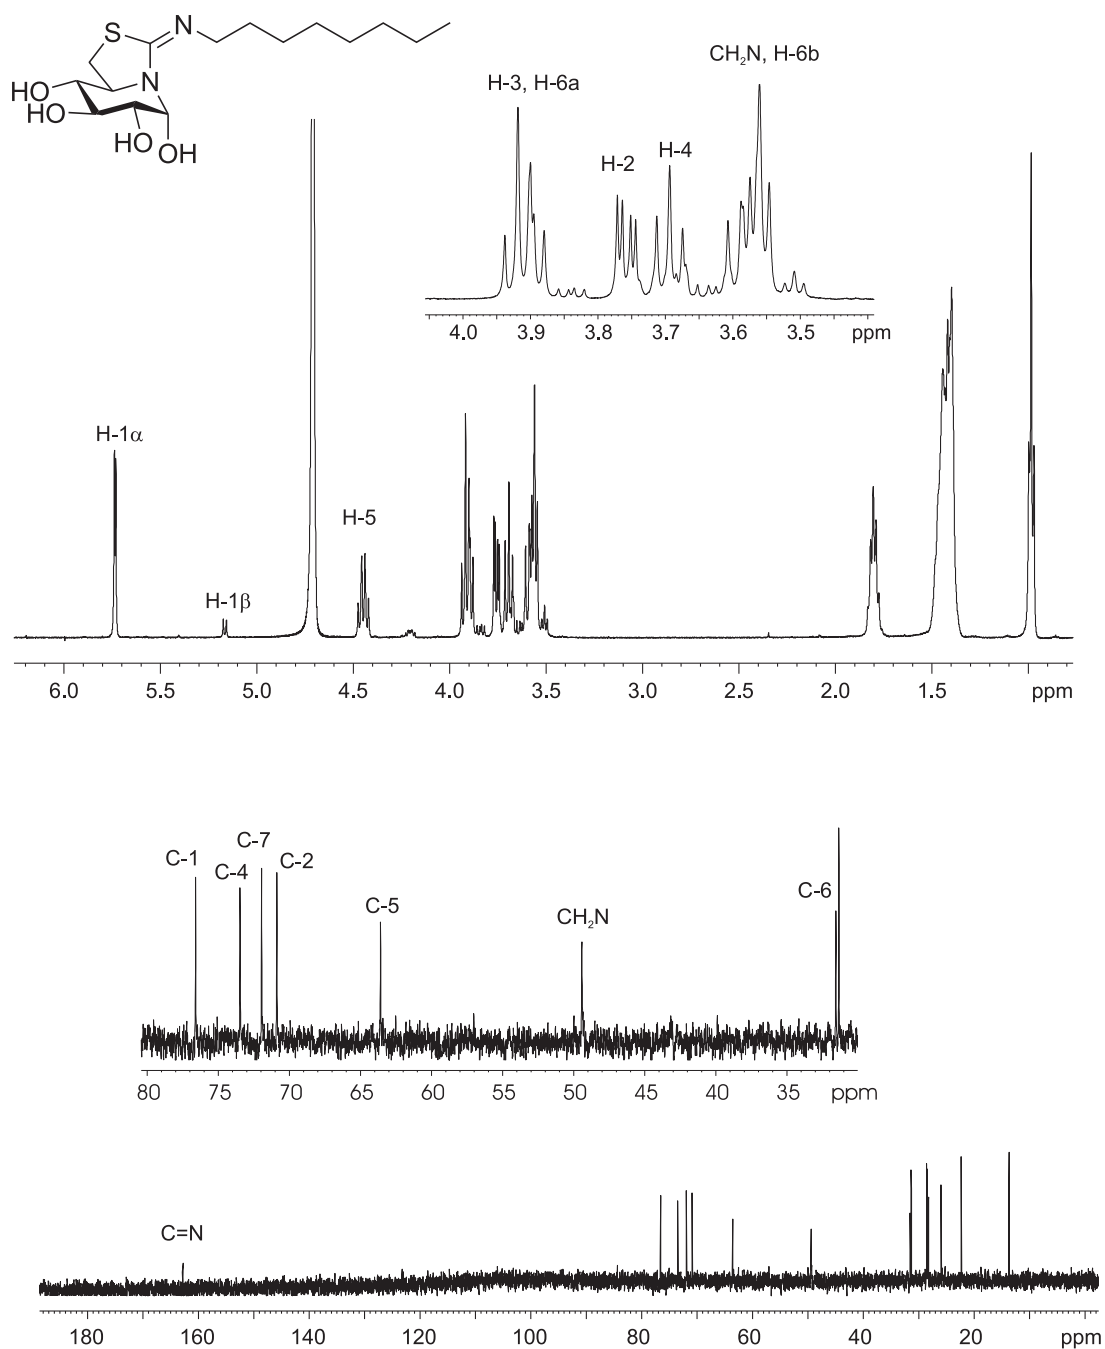 S
N
N
HO
HO
HO
OH
CH₂N, H-6b
H-3, H-6a
H-2
H-4
4.0 3.9 3.8 3.7 3.6 3.5 ppm
H-1α
H-5
H-1β
6.0 5.5 5.0 4.5 4.0 3.5 3.0 2.5 2.0 1.5 ppm
C-7
C-1
C-4
C-2
C-6
C-5
CH₂N
80 75 70 65 60 55 50 45 40 35 ppm
C=N
180 160 140 120 100 80 60 40 20 ppm